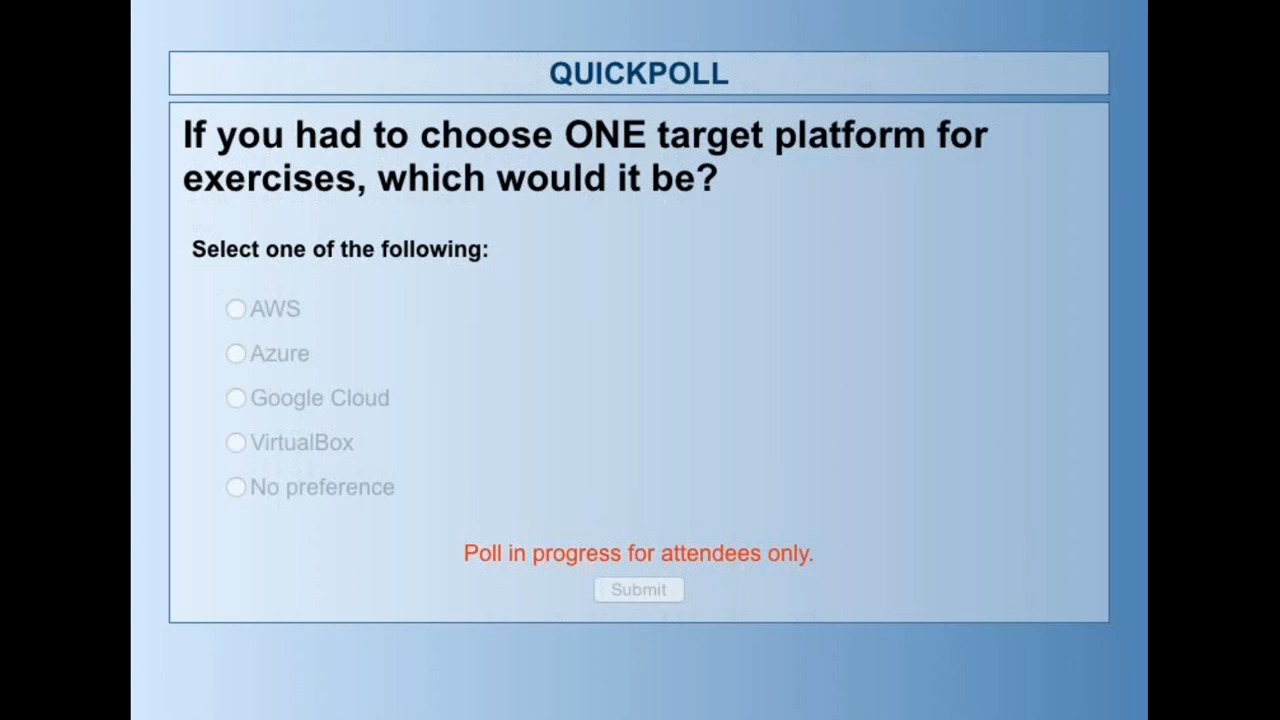 QUICKPOLL
If you had to choose ONE target platform for
exercises, which would it be?
Select one of the following:
AWS
Azure
Google Cloud
VirtualBox
No preference
Poll in progress for attendees only.
Submit